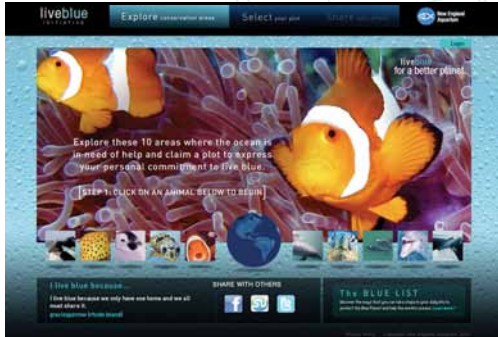 liveblue
INITIATIVE
Explore conservation areas
Select your plot
Share
New England
Aquarium
Login
liveblue
for a better planet
Explore these 10 areas where the ocean is
in need of help and claim a plot to express
your personal commitment to live blue.
[STEP 1: CLICK ON AN ANIMAL BELOW TO BEGIN]
I live blue because...
I live blue because we only have one home and we all
must share it.
SHARE WITH OTHERS
The BLUE LIST